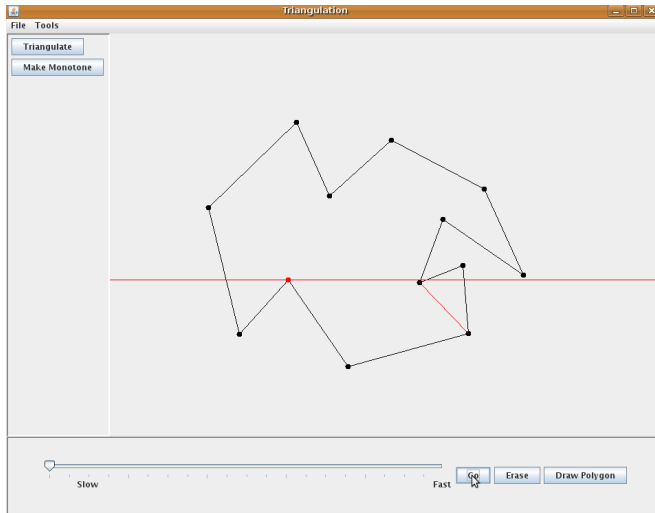 Triangulation
File Tools
Triangulate
Make Monotone
Slow
Fast
Go
Erase
Draw Polygon